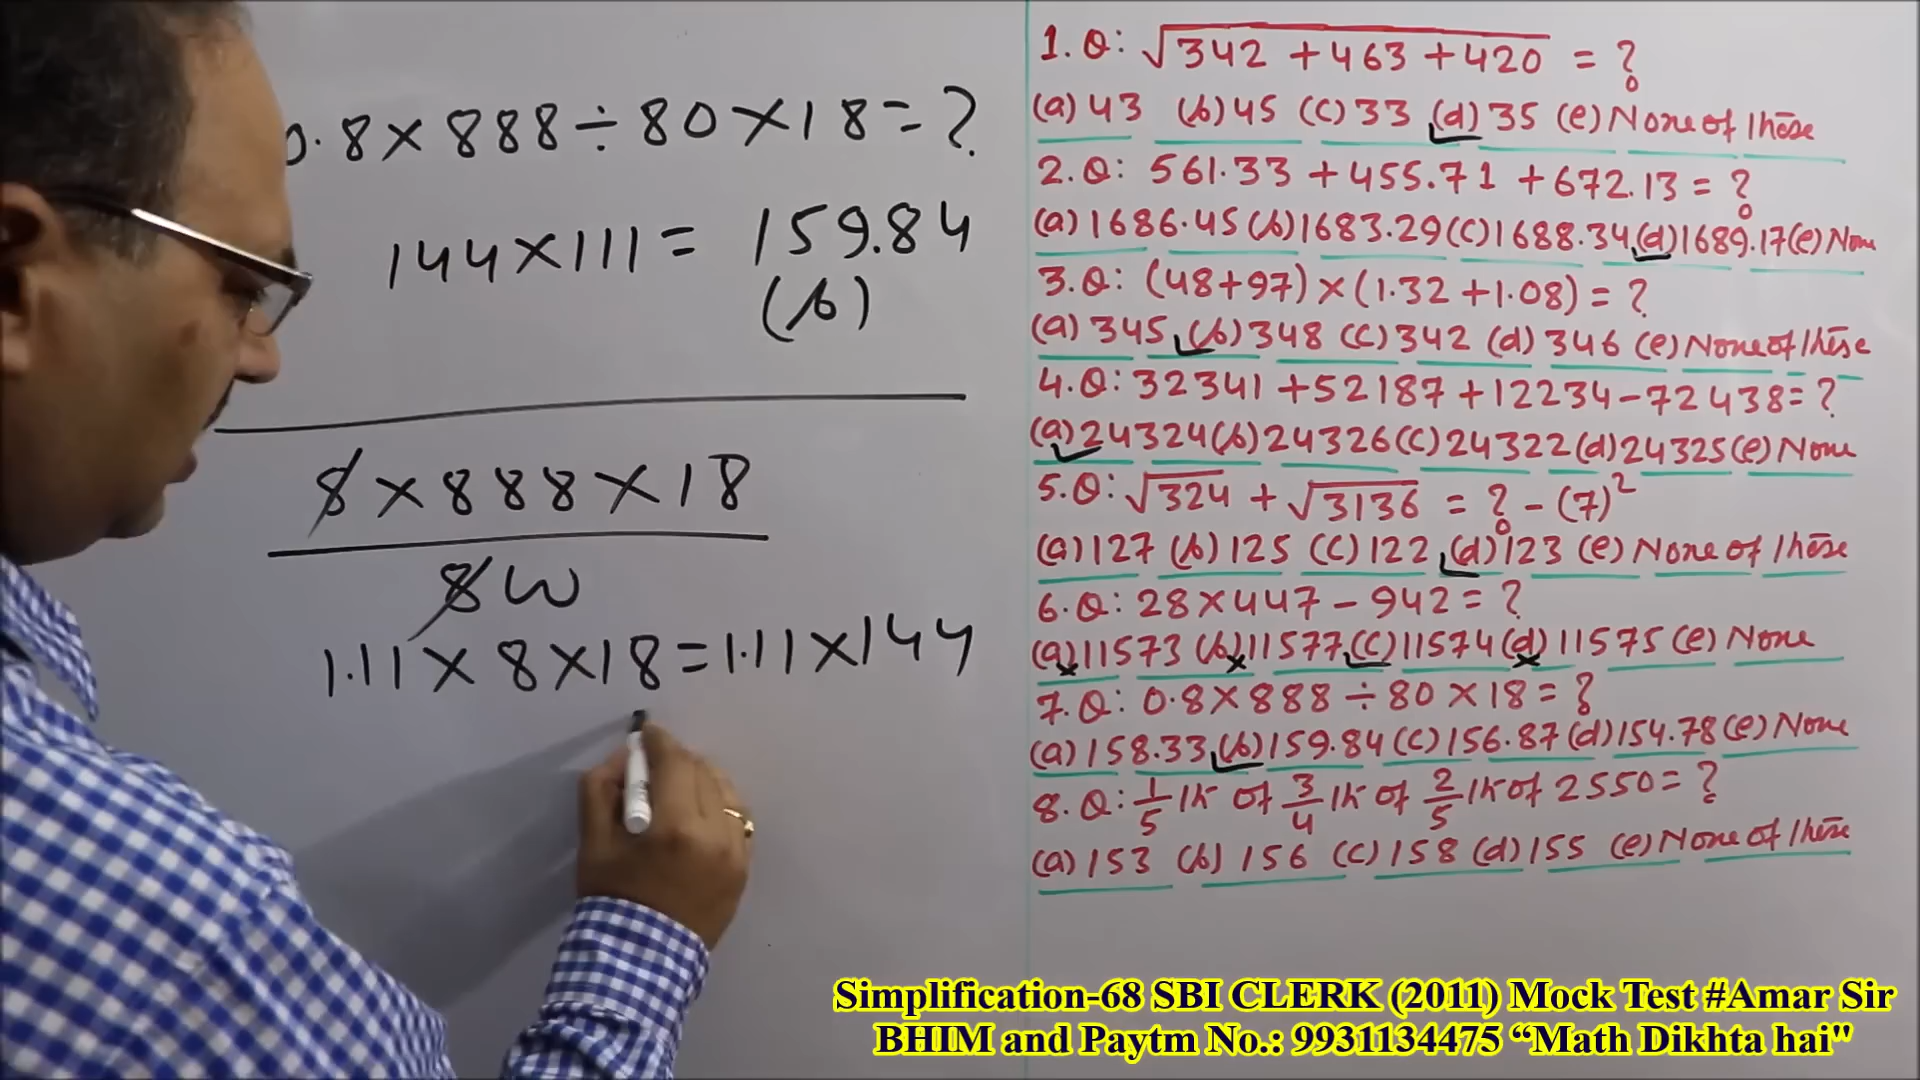 0.8×888÷80×18=?
144×111= 159.84
(b)
8×888×18
8
1.11×8×18=1.11×144
1.Q: √342+463+420 = ?
(a)43 (b)45 (c)33 (d)35 (e)None of these
2.Q: 561.33+455.71+672.13=?
(a)1686.45(b)1683.29(c)1688.34(d)1689.17(e)None
3.Q: (48+97)×(1.32+1.08)=?
(a)345 (b)348 (c)342 (d)346 (e)None of these
4.Q:32341+52187+12234-72438=?
(a)24324(b)24326(c)24322(d)24325(e)None
5.Q:√324+√3136=?-(7)²
(a)127 (b)125 (c)122 (d)123 (e)None of these
6.Q:28×447-942=?
(a)11573 (b)11577 (c)11574 (d)11575 (e)None
7.Q:0.8×888÷80×18=?
(a)158.33 (b)159.84 (c)156.87 (d)154.78 (e)None
8.Q:1/5 th of 3/4 th of 2/5 th of 2550=?
(a)153 (b)156 (c)158 (d)155 (e)None of these
Simplification-68 SBI CLERK (2011) Mock Test #Amar Sir
BHIM and Paytm No.: 9931134475 “Math Dikhta hai"